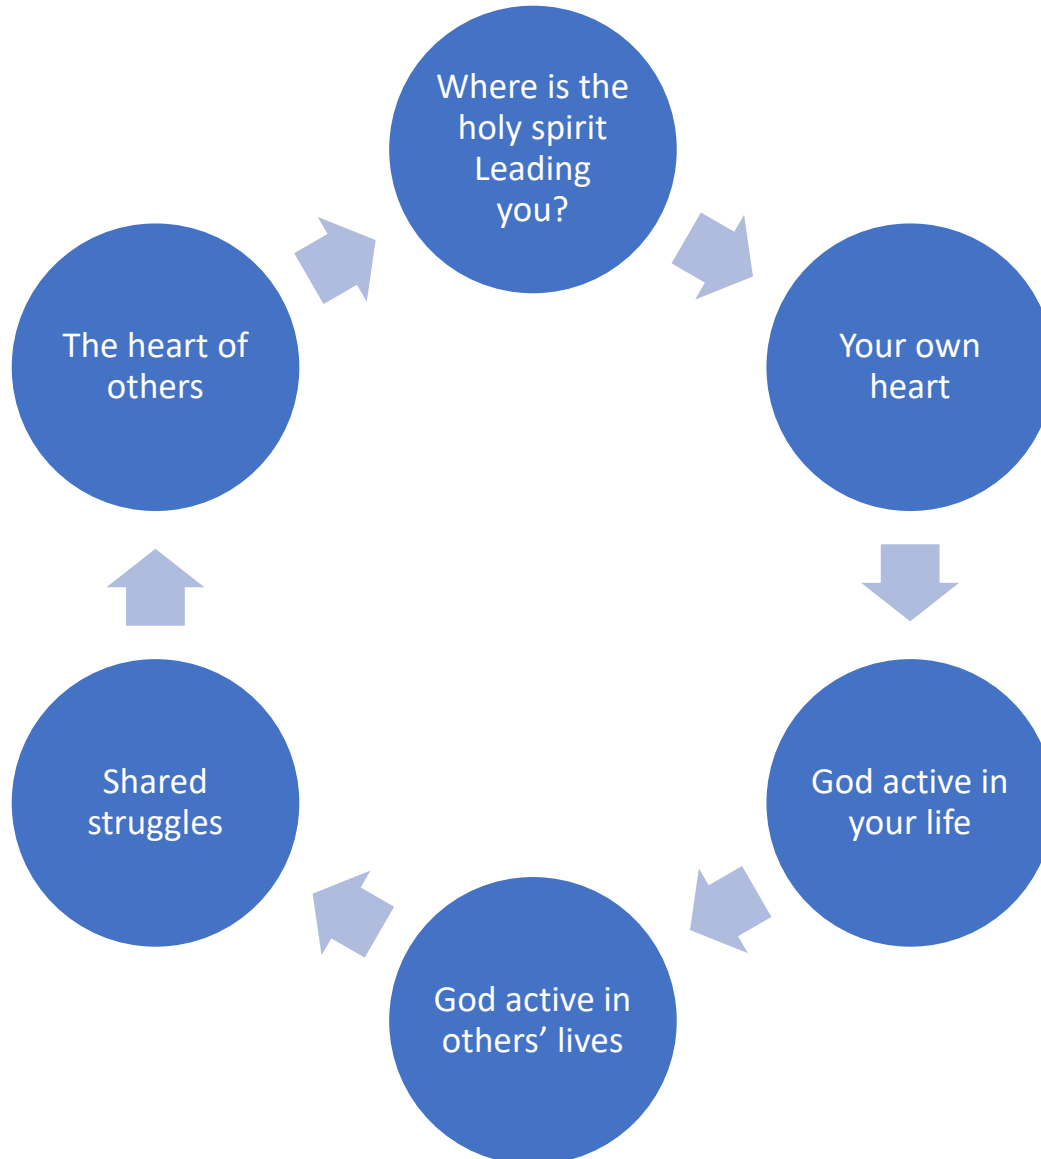 Where is the
holy spirit
Leading
you?
Your own
heart
God active in
your life
God active in
others’ lives
Shared
struggles
The heart of
others